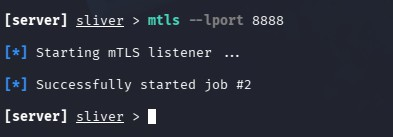 [server] sliver > mtls --lport 8888
[*] Starting mTLS listener ...
[*] Successfully started job #2
[server] sliver >